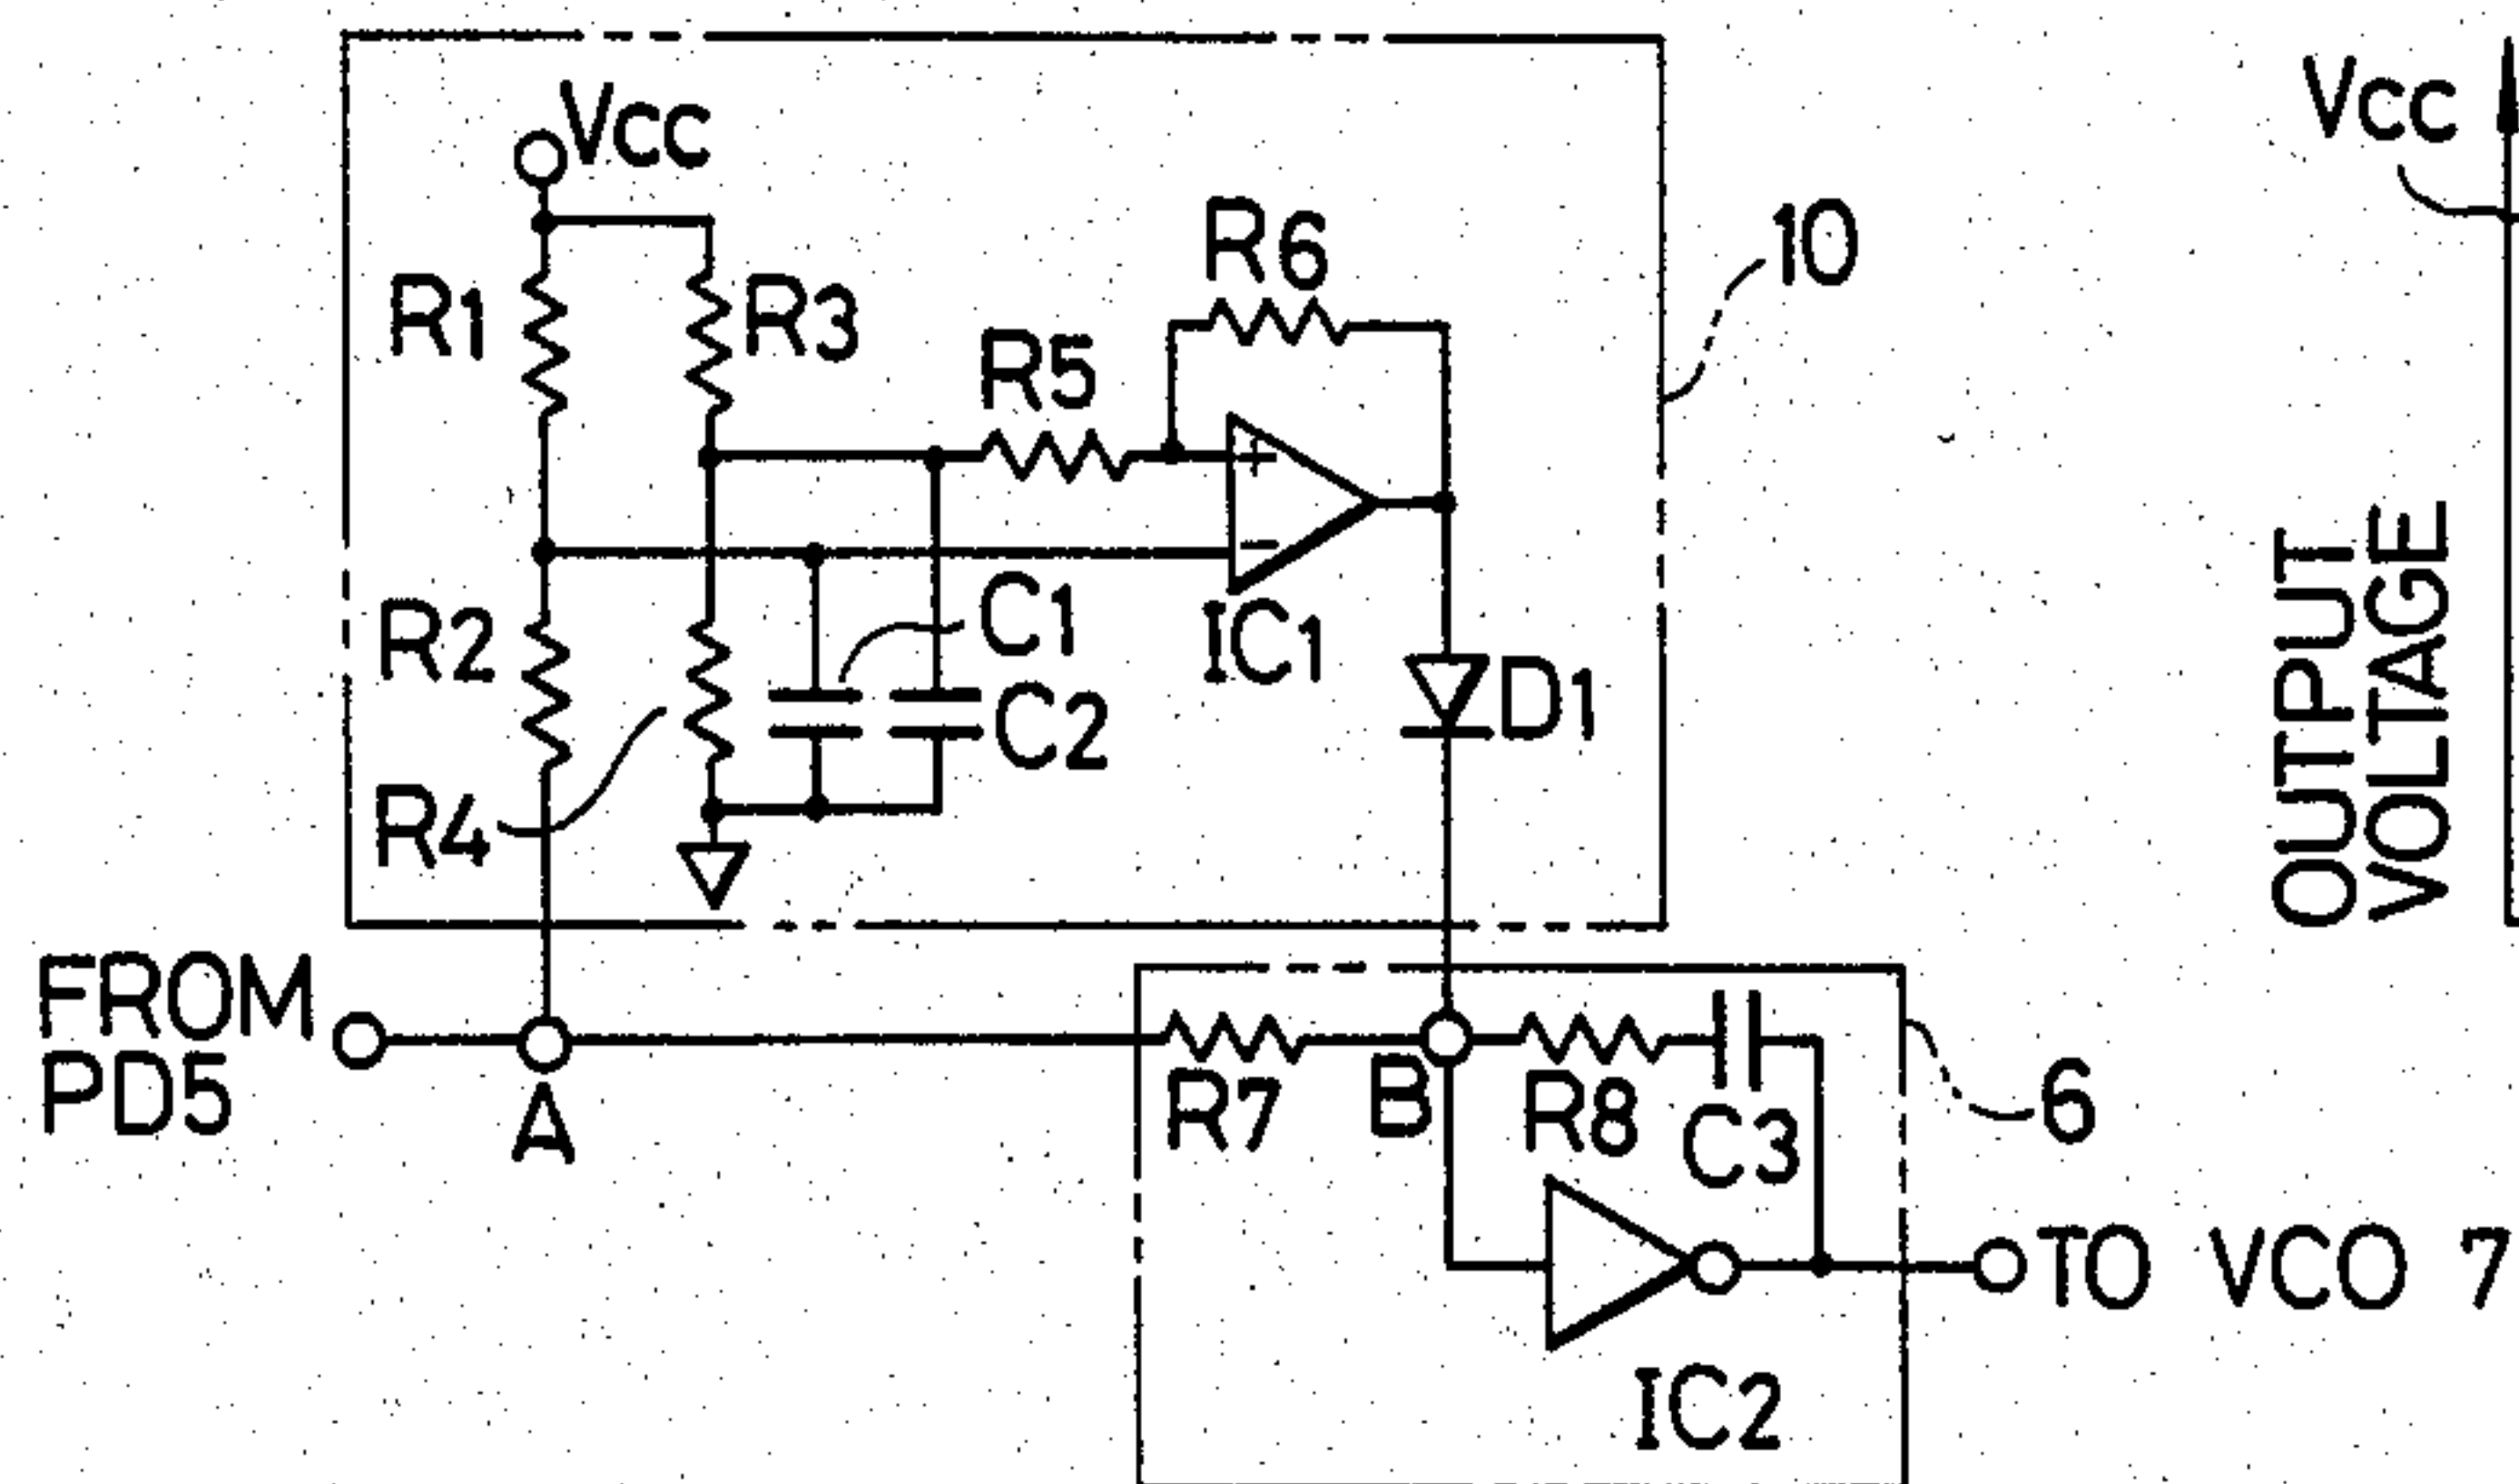 Vcc
R1
R3
R5
R6
10
+
−
R2
C1
C2
IC1
D1
R4
FROM
PD5
A
R7
B
R8
C3
6
TO VCO 7
IC2
Vcc
OUTPUT
VOLTAGE